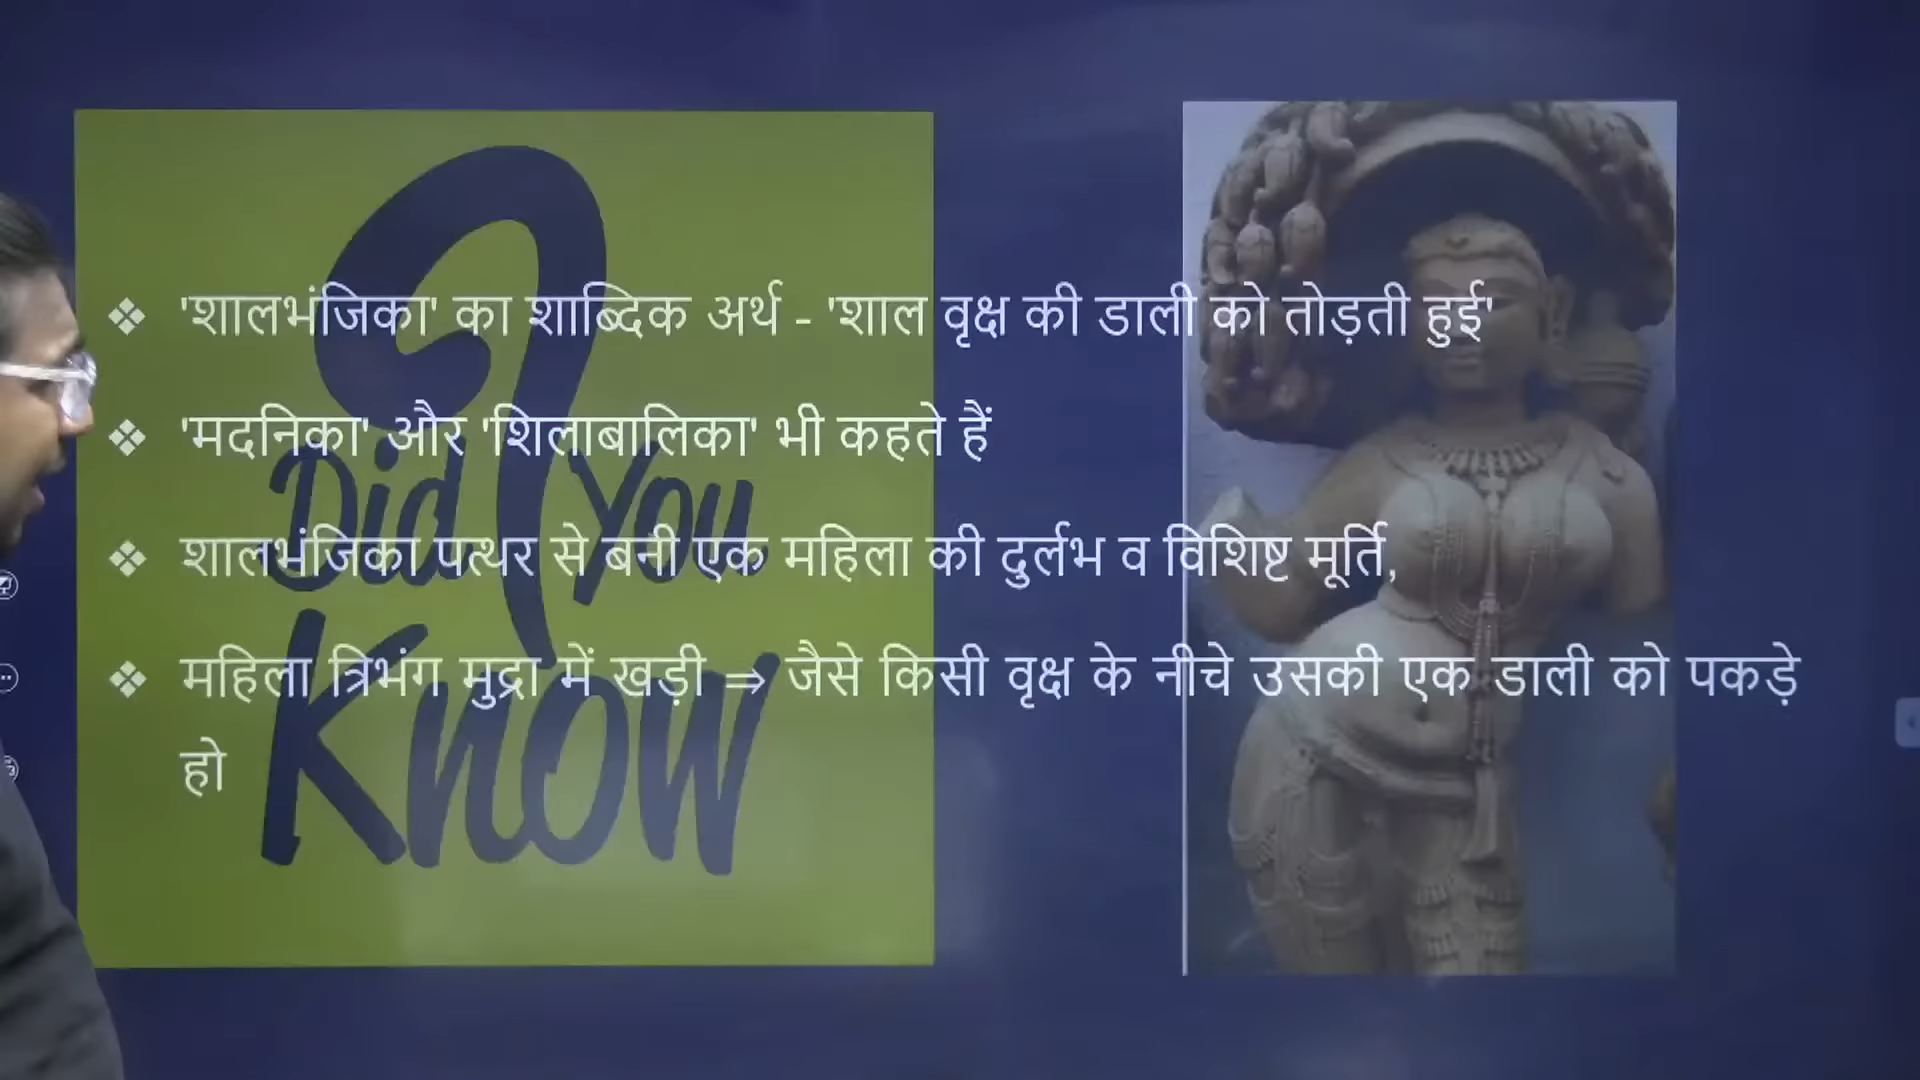 ❖ 'शालभंजिका' का शाब्दिक अर्थ - 'शाल वृक्ष की डाली को तोड़ती हुई'
❖ 'मदनिका' और 'शिलाबालिका' भी कहते हैं
❖ शालभंजिका पत्थर से बनी एक महिला की दुर्लभ व विशिष्ट मूर्ति,
❖ महिला त्रिभंग मुद्रा में खड़ी ⇒ जैसे किसी वृक्ष के नीचे उसकी एक डाली को पकड़े
हो
Did You
Know